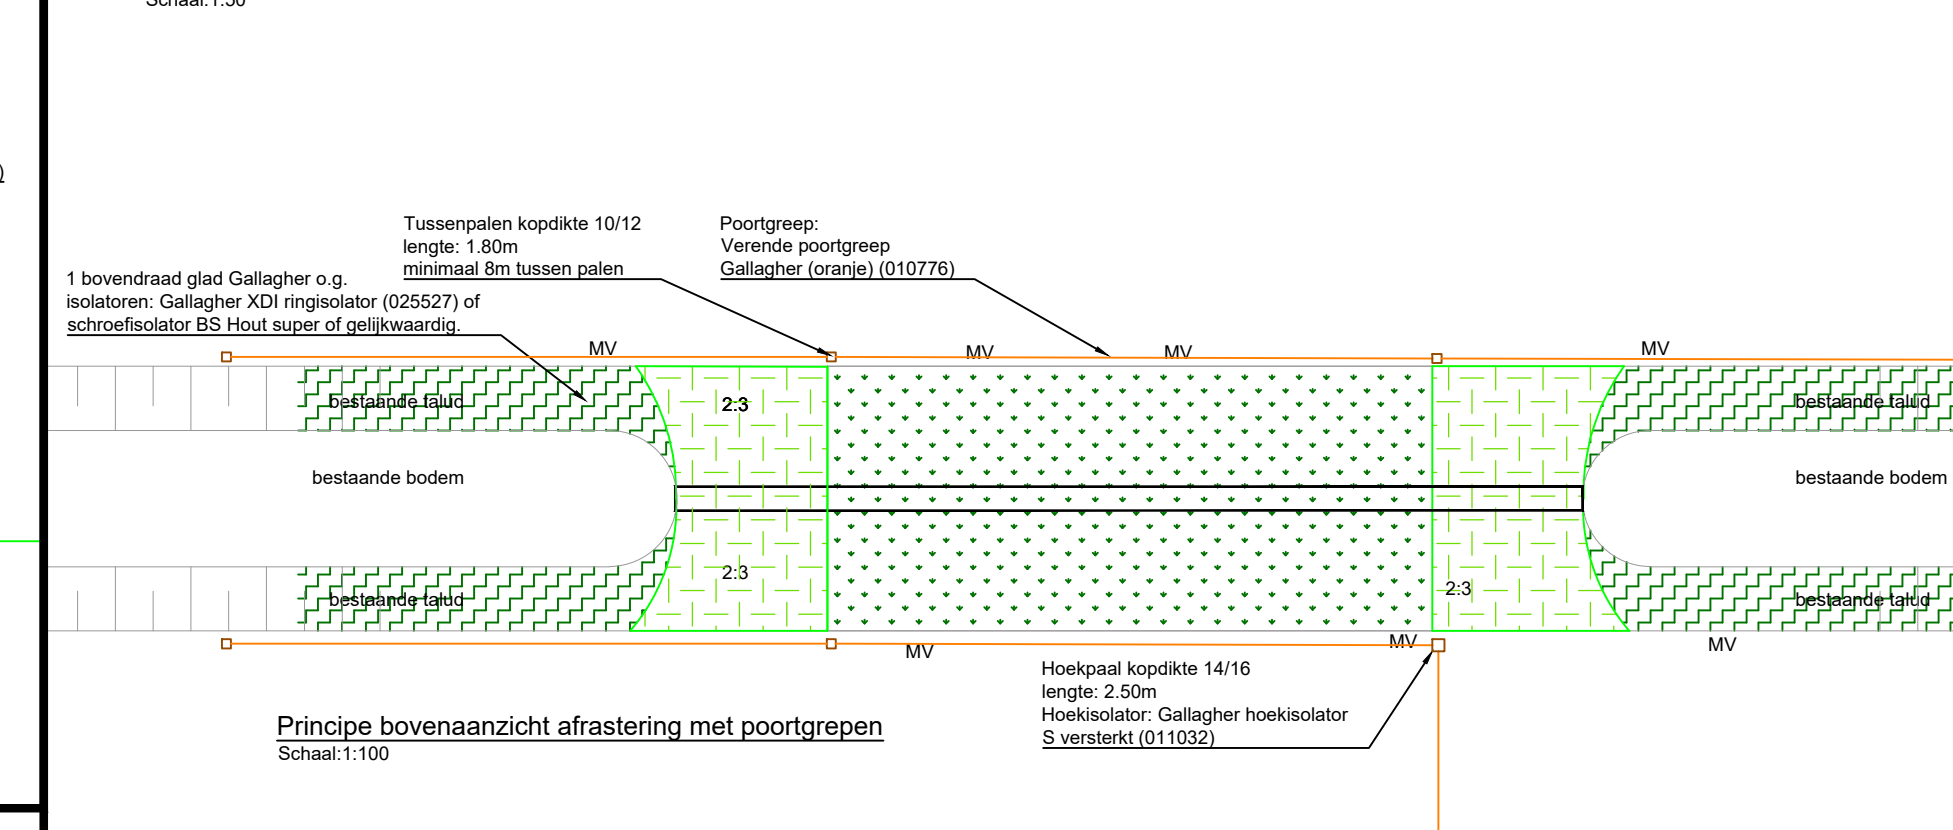 Schaal:1:50
)
Tussenpalen kopdikte 10/12
lengte: 1.80m
minimaal 8m tussen palen
Poortgreep:
Verende poortgreep
Gallagher (oranje) (010776)
1 bovendraad glad Gallagher o.g.
isolatoren: Gallagher XDI ringisolator (025527) of
schroefisolator BS Hout super of gelijkwaardig.
MV
MV
MV
MV
bestaande talud
2:3
bestaande talud
bestaande bodem
bestaande bodem
2:3
2:3
bestaande talud
bestaande talud
MV
MV
MV
Hoekpaal kopdikte 14/16
lengte: 2.50m
Hoekisolator: Gallagher hoekisolator
S versterkt (011032)
Principe bovenaanzicht afrastering met poortgrepen
Schaal:1:100